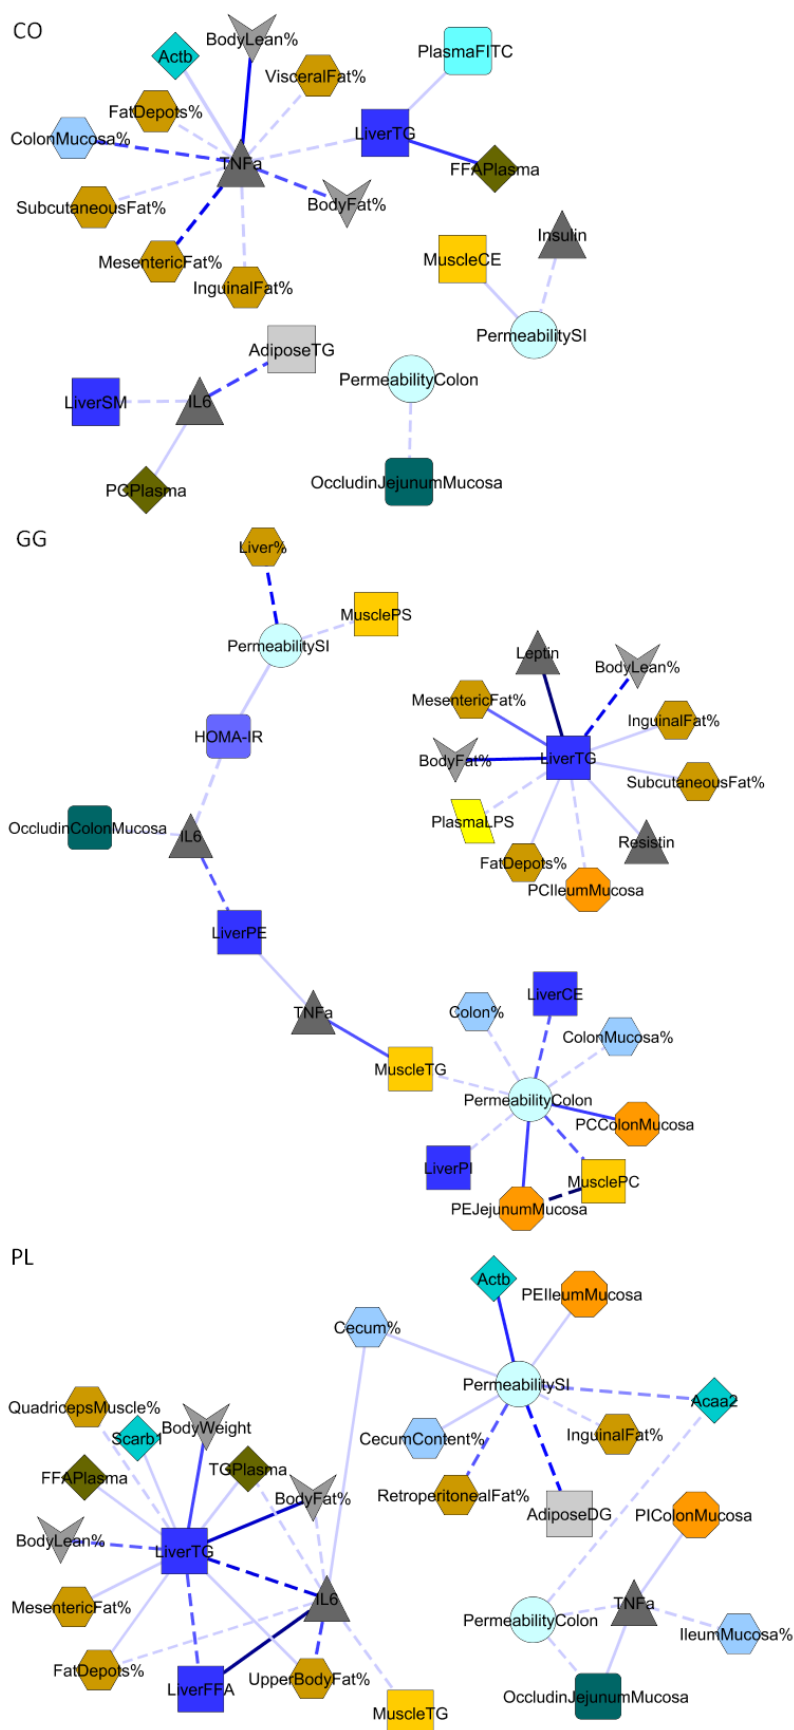 CO
BodyLean%
Actb
PlasmaFITC
VisceralFat%
FatDepots%
LiverTG
ColonMucosa%
TNFa
FFAPlasma
BodyFat%
SubcutaneousFat%
Insulin
MesentericFat%
MuscleCE
InguinalFat%
PermeabilitySI
AdiposeTG
PermeabilityColon
LiverSM
IL6
PCPlasma
OccludinJejunumMucosa
GG
Liver%
MusclePS
PermeabilitySI
Leptin
BodyLean%
MesentericFat%
InguinalFat%
HOMA-IR
BodyFat%
LiverTG
SubcutaneousFat%
PlasmaLPS
OccludinColonMucosa
IL6
Resistin
FatDepots%
PCIleumMucosa
LiverPE
LiverCE
TNFa
Colon%
ColonMucosa%
MuscleTG
PermeabilityColon
PCColonMucosa
LiverPI
MusclePC
PEJejunumMucosa
PL
Actb
PEIleumMucosa
Cecum%
PermeabilitySI
Acaa2
QuadricepsMuscle%
BodyWeight
Scarb1
CecumContent%
InguinalFat%
FFAPlasma
TGPlasma
BodyFat%
RetroperitonealFat%
AdiposeDG
PIColonMucosa
BodyLean%
LiverTG
MesentericFat%
IL6
TNFa
PermeabilityColon
IleumMucosa%
FatDepots%
UpperBodyFat%
LiverFFA
OccludinJejunumMucosa
MuscleTG